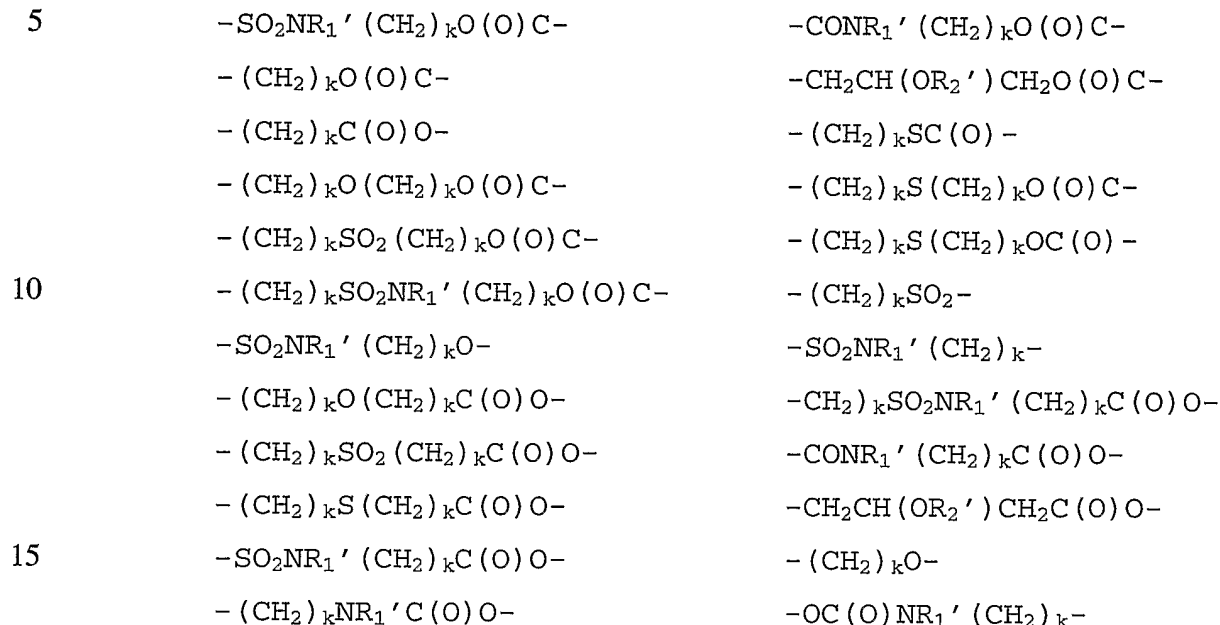 5 -SO₂NR₁'(CH₂)ₖO(O)C- -CONR₁'(CH₂)ₖO(O)C-
-(CH₂)ₖO(O)C- -CH₂CH(OR₂')CH₂O(O)C-
-(CH₂)ₖC(O)O- -(CH₂)ₖSC(O)-
-(CH₂)ₖO(CH₂)ₖO(O)C- -(CH₂)ₖS(CH₂)ₖO(O)C-
-(CH₂)ₖSO₂(CH₂)ₖO(O)C- -(CH₂)ₖS(CH₂)ₖOC(O)-
10 -(CH₂)ₖSO₂NR₁'(CH₂)ₖO(O)C- -(CH₂)ₖSO₂-
-SO₂NR₁'(CH₂)ₖO- -SO₂NR₁'(CH₂)ₖ-
-(CH₂)ₖO(CH₂)ₖC(O)O- -CH₂)ₖSO₂NR₁'(CH₂)ₖC(O)O-
-(CH₂)ₖSO₂(CH₂)ₖC(O)O- -CONR₁'(CH₂)ₖC(O)O-
-(CH₂)ₖS(CH₂)ₖC(O)O- -CH₂CH(OR₂')CH₂C(O)O-
15 -SO₂NR₁'(CH₂)ₖC(O)O- -(CH₂)ₖO-
-(CH₂)ₖNR₁'C(O)O- -OC(O)NR₁'(CH₂)ₖ-